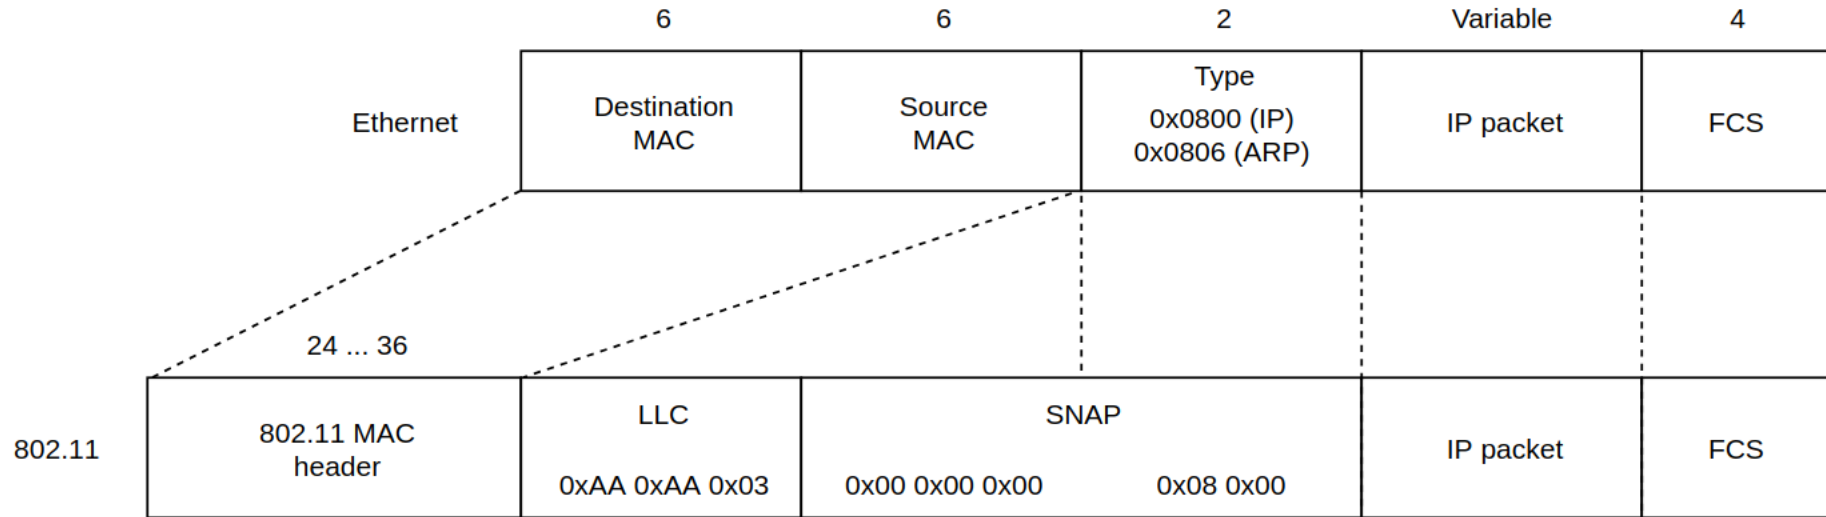 6
6
2
Variable
4
Ethernet
Destination
MAC
Source
MAC
Type
0x0800 (IP)
0x0806 (ARP)
IP packet
FCS
24 ... 36
802.11
802.11 MAC
header
LLC
0xAA 0xAA 0x03
SNAP
0x00 0x00 0x00
0x08 0x00
IP packet
FCS